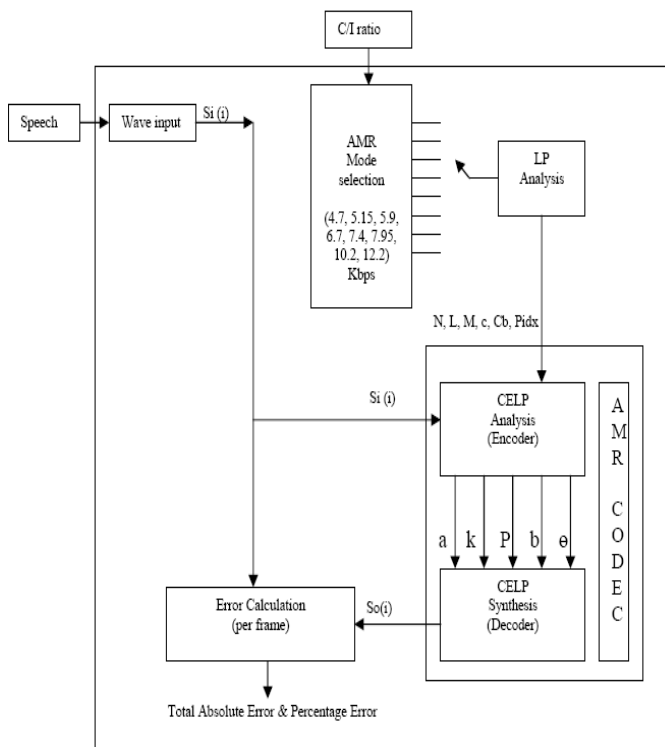 C/I ratio
Speech
Wave input
Si (i)
AMR
Mode
selection
(4.7, 5.15, 5.9,
6.7, 7.4, 7.95,
10.2, 12.2)
Kbps
LP
Analysis
N, L, M, c, Cb, Pidx
Si (i)
CELP
Analysis
(Encoder)
a k P b ө
CELP
Synthesis
(Decoder)
AMR CODEC
Error Calculation
(per frame)
So(i)
Total Absolute Error & Percentage Error